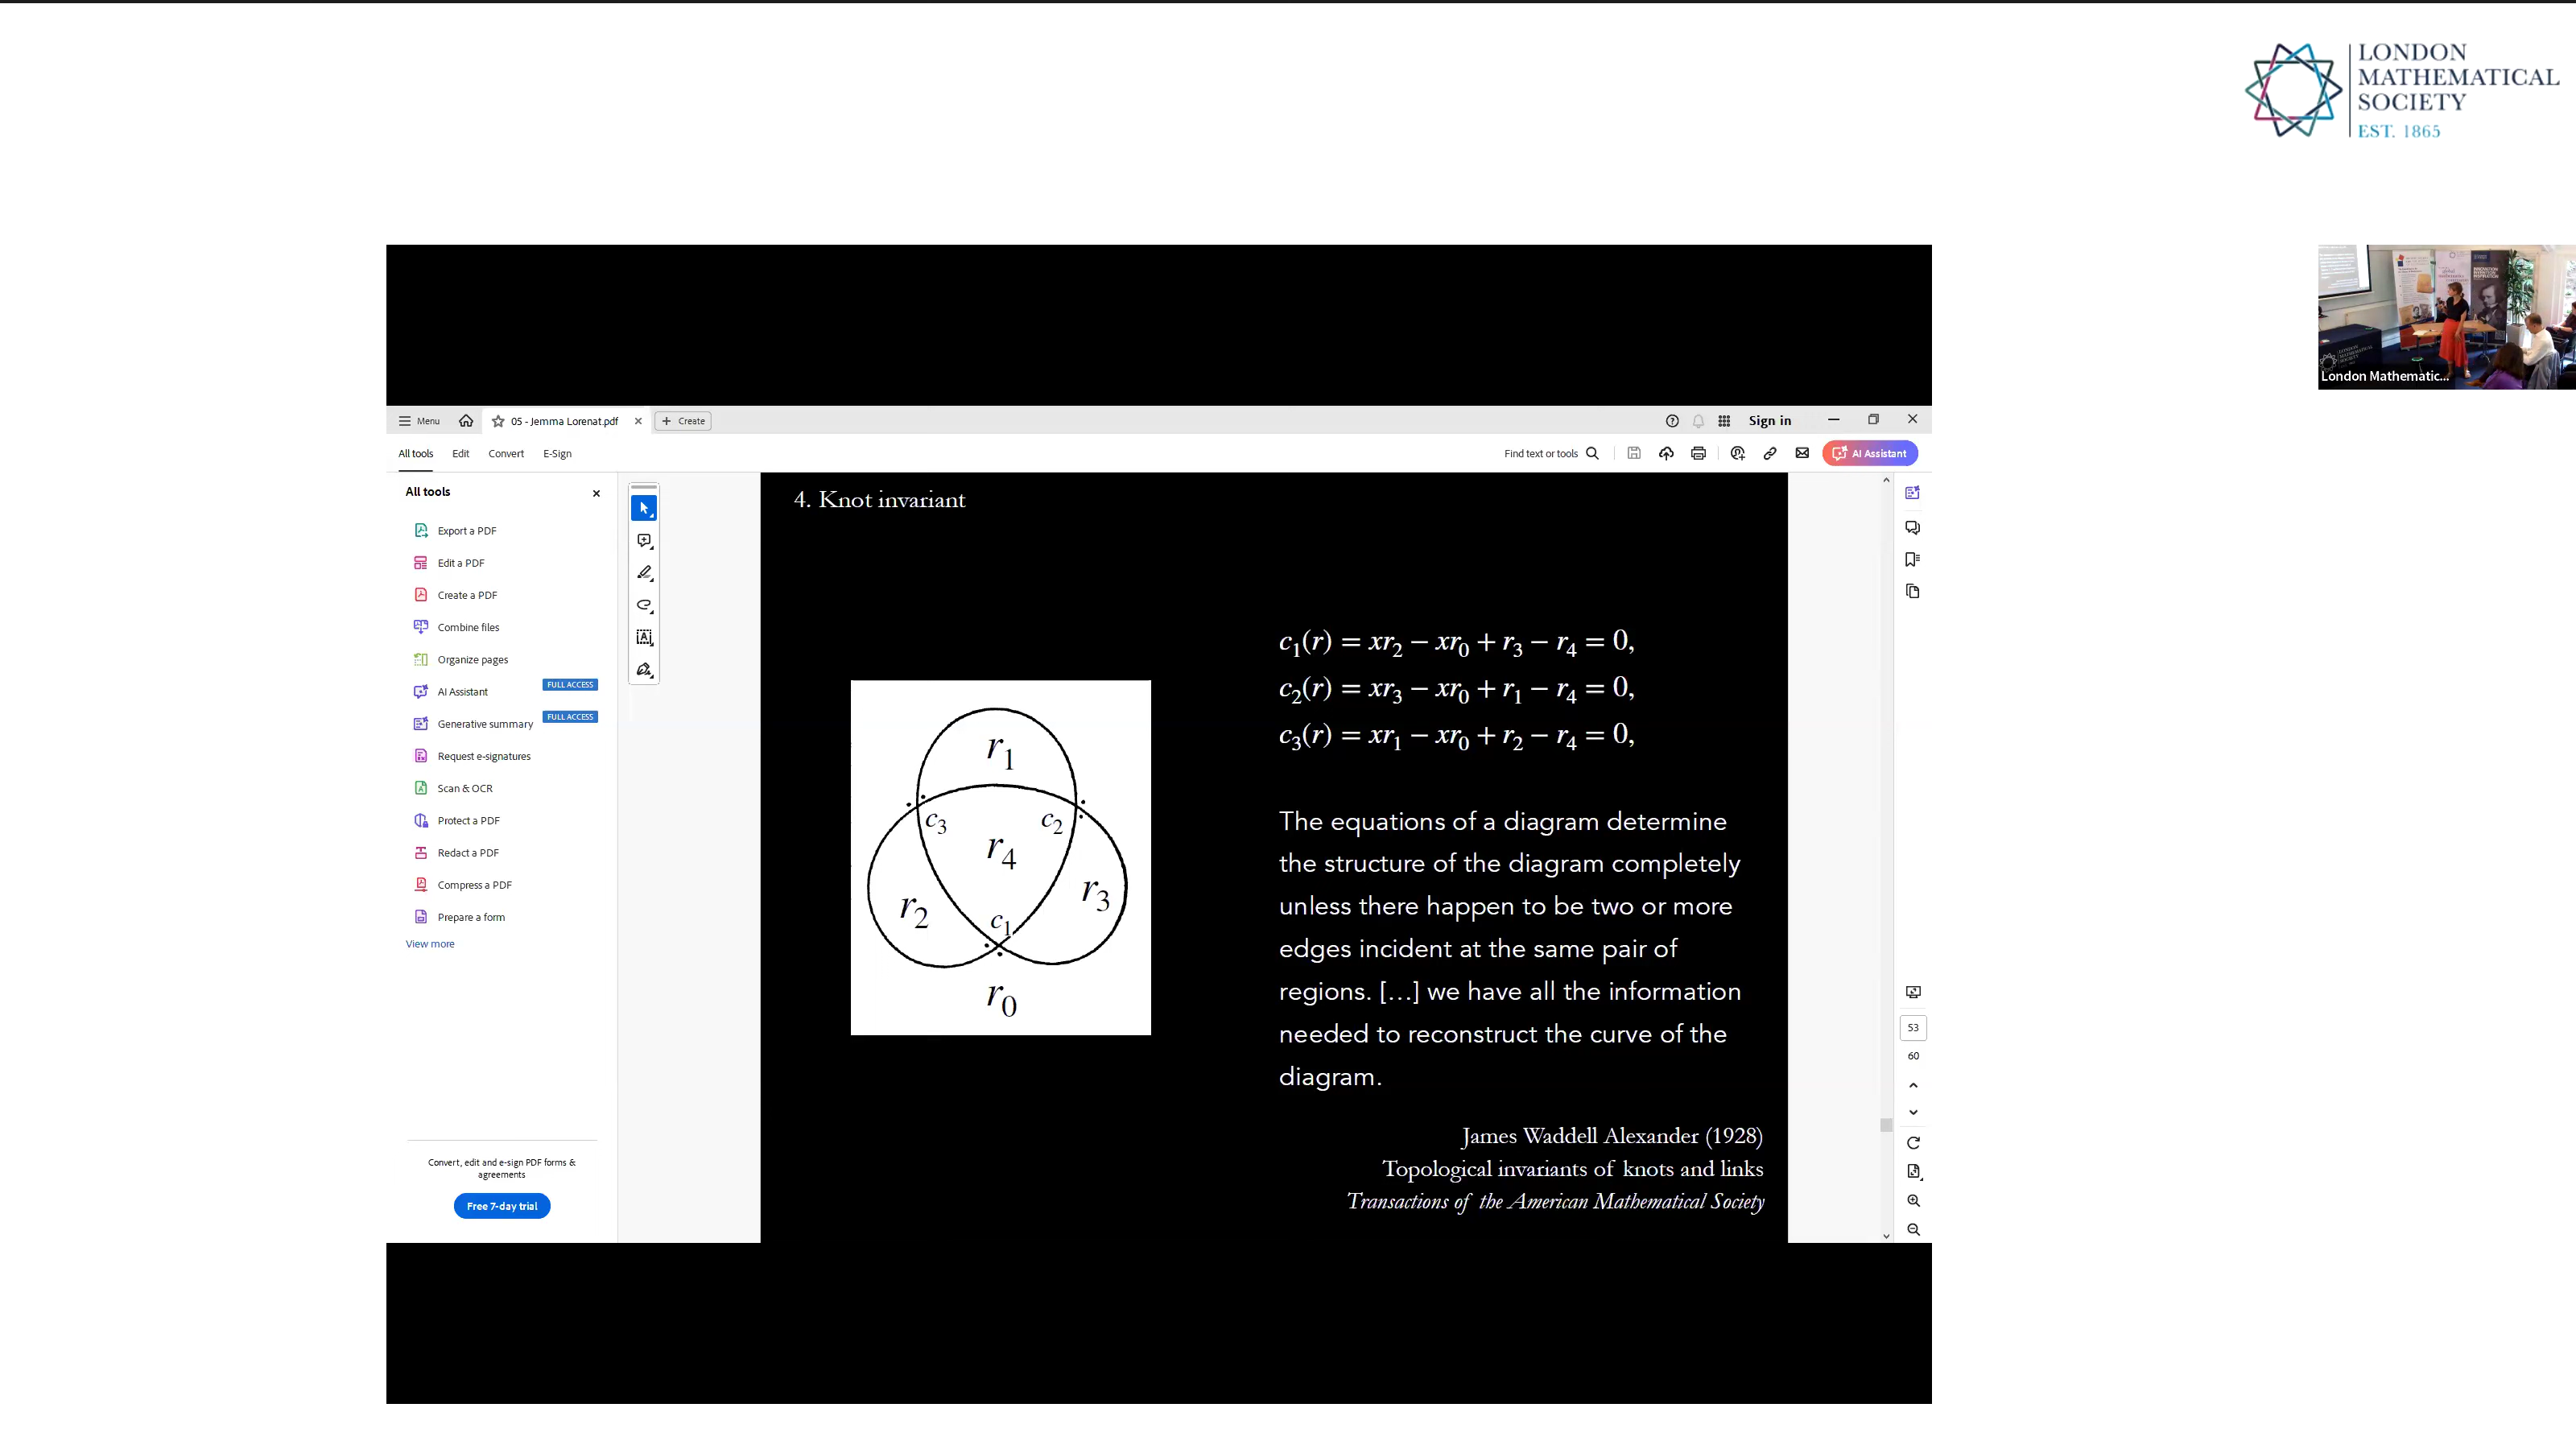 LONDON
MATHEMATICAL
SOCIETY
EST. 1865
London Mathematic...
Menu
05 - Jemma Lorenat.pdf
Create
Sign in
All tools
Edit
Convert
E-Sign
Find text or tools
AI Assistant
All tools
Export a PDF
Edit a PDF
Create a PDF
Combine files
Organize pages
AI Assistant
FULL ACCESS
Generative summary
FULL ACCESS
Request e-signatures
Scan & OCR
Protect a PDF
Redact a PDF
Compress a PDF
Prepare a form
View more
Convert, edit and e-sign PDF forms &
agreements
Free 7-day trial
4. Knot invariant
r₁
c₃
c₂
r₄
r₂
r₃
c₁
r₀
c₁(r) = xr₂ − xr₀ + r₃ − r₄ = 0,
c₂(r) = xr₃ − xr₀ + r₁ − r₄ = 0,
c₃(r) = xr₁ − xr₀ + r₂ − r₄ = 0,
The equations of a diagram determine
the structure of the diagram completely
unless there happen to be two or more
edges incident at the same pair of
regions. […] we have all the information
needed to reconstruct the curve of the
diagram.
James Waddell Alexander (1928)
Topological invariants of knots and links
Transactions of the American Mathematical Society
53
60